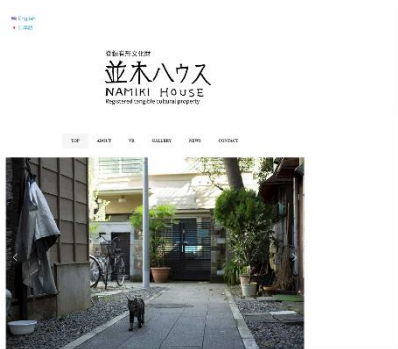 English
日本語
登録有形文化財
並木ハウス
NAMIKI HOUSE
Registered tangible cultural property
TOP ABOUT VR GALLERY NEWS CONTACT